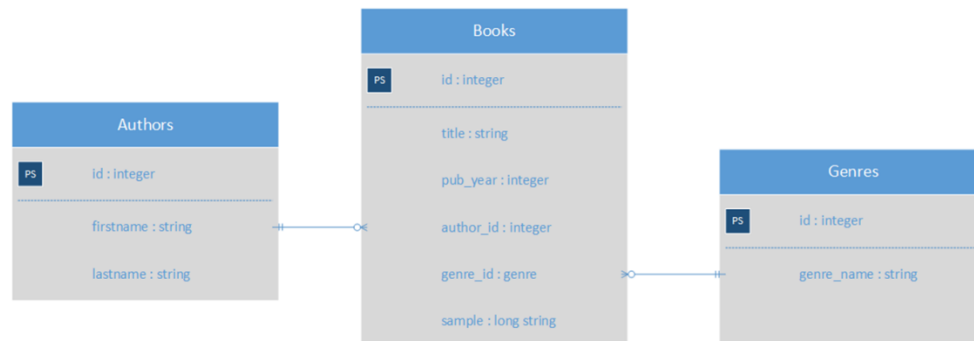 Authors
PS
id : integer
firstname : string
lastname : string
Books
PS
id : integer
title : string
pub_year : integer
author_id : integer
genre_id : genre
sample : long string
Genres
PS
id : integer
genre_name : string